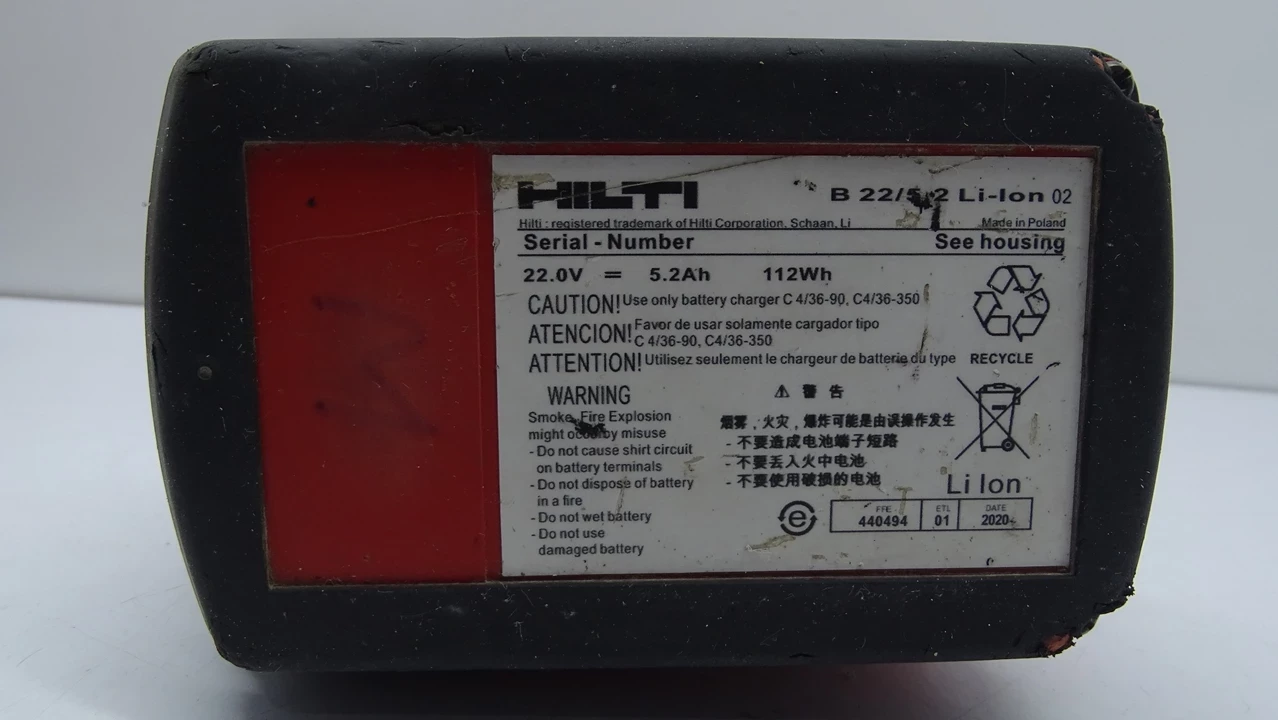 HILTI
B 22/5.2 Li-Ion 02
Hilti : registered trademark of Hilti Corporation, Schaan, Li
Made in Poland
Serial - Number
See housing
22.0V = 5.2Ah 112Wh
CAUTION! Use only battery charger C 4/36-90, C4/36-350
ATENCION! Favor de usar solamente cargador tipo
C 4/36-90, C4/36-350
ATTENTION! Utilisez seulement le chargeur de batterie du type
RECYCLE
WARNING
Smoke, Fire Explosion
might occur by misuse
- Do not cause shirt circuit
on battery terminals
- Do not dispose of battery
in a fire
- Do not wet battery
- Do not use
damaged battery
警告
烟雾，火灾，爆炸可能是由误操作发生
- 不要造成电池端子短路
- 不要丢入火中电池
- 不要使用破损的电池
Li Ion
e
ETL DATE
440494 01 2020-